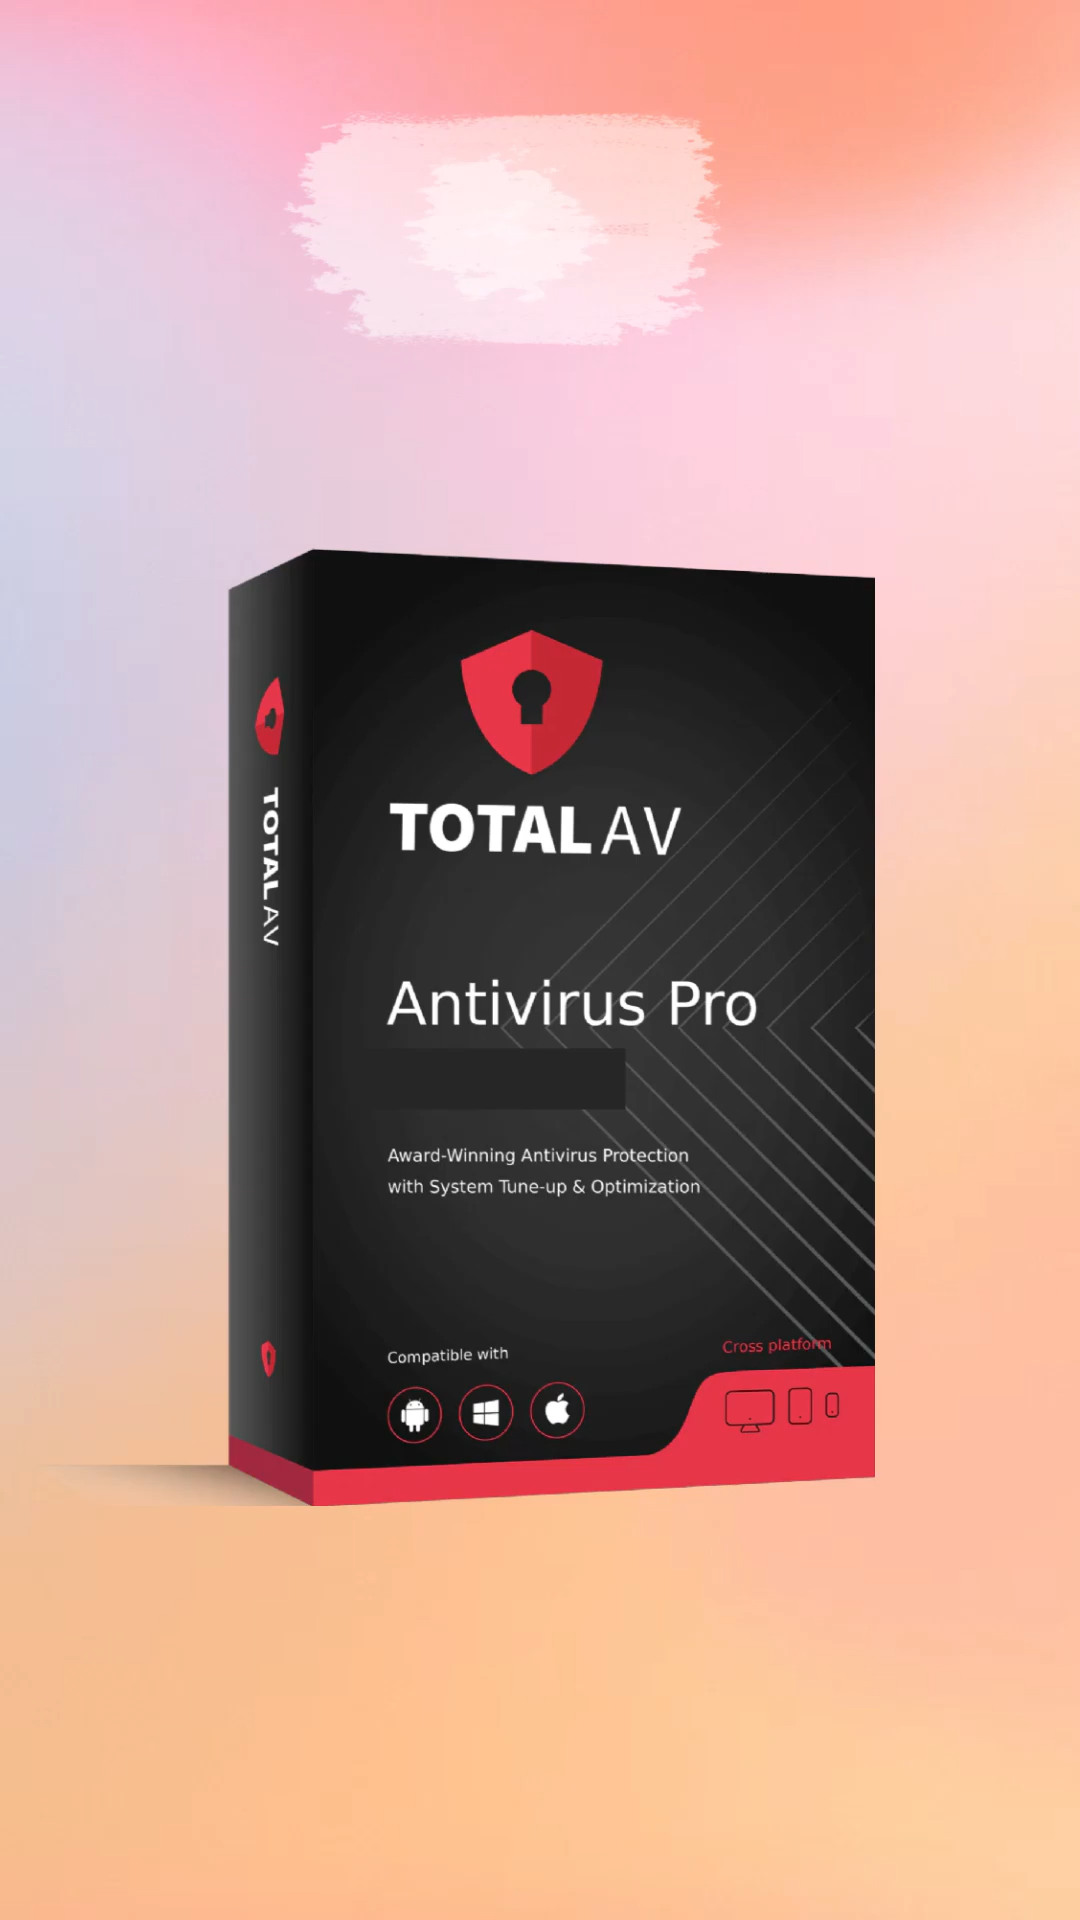 TOTAL AV
TOTAL AV
Antivirus Pro
Award-Winning Antivirus Protection
with System Tune-up & Optimization
Compatible with
Cross platform